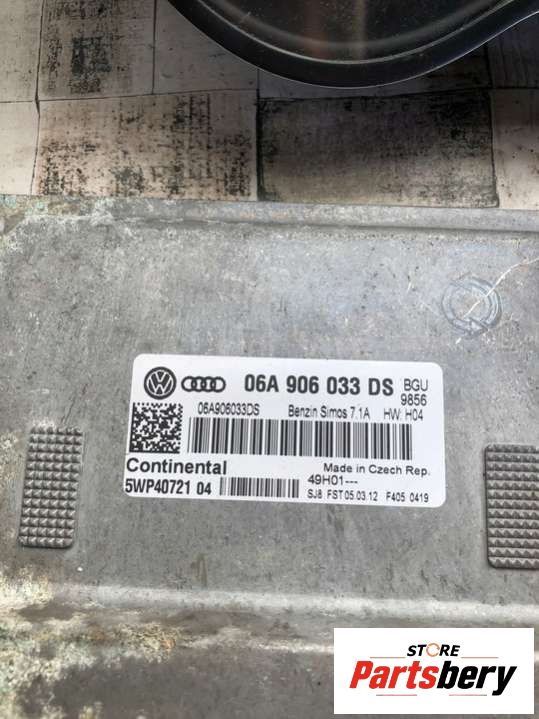 06A 906 033 DS BGU
9856
06A906033DS Benzin Simos 7.1A HW: H04
Continental Made in Czech Rep.
5WP40721 04 49H01---
SJ8 FST 05.03.12 F405 0419
STORE
Partsbery